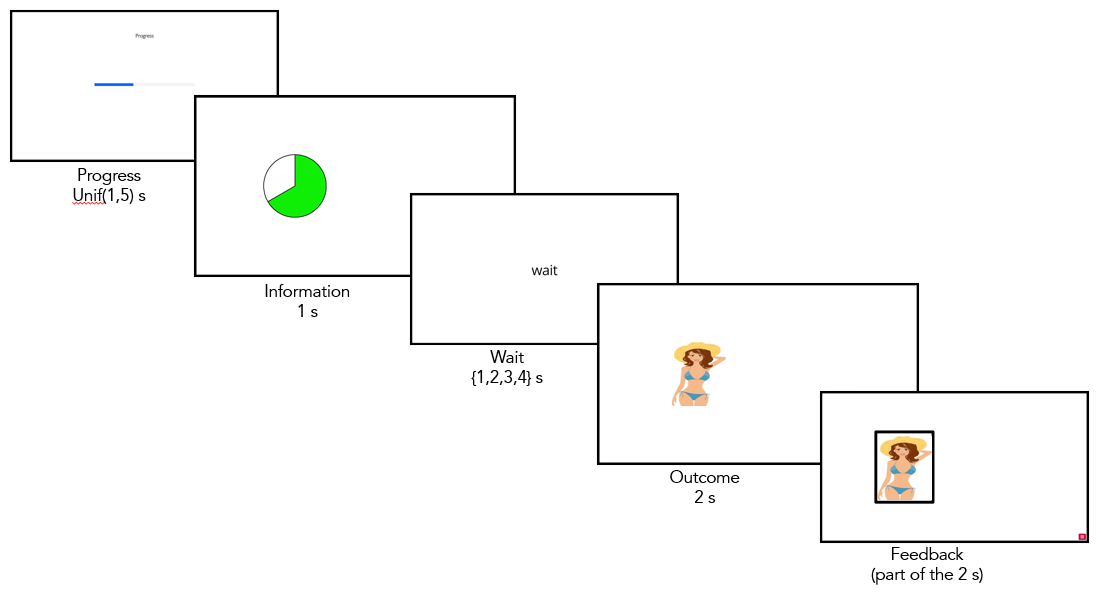 Progress
Progress
Unif(1,5) s
Information
1 s
wait
Wait
{1,2,3,4} s
Outcome
2 s
Feedback
(part of the 2 s)